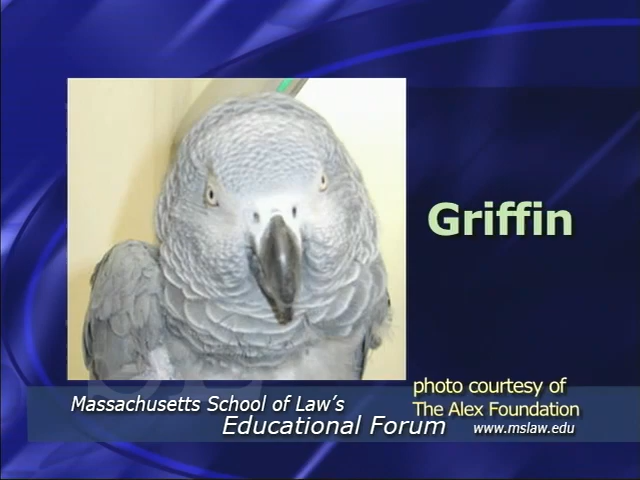 Griffin
photo courtesy of
The Alex Foundation
Massachusetts School of Law's
Educational Forum
www.mslaw.edu